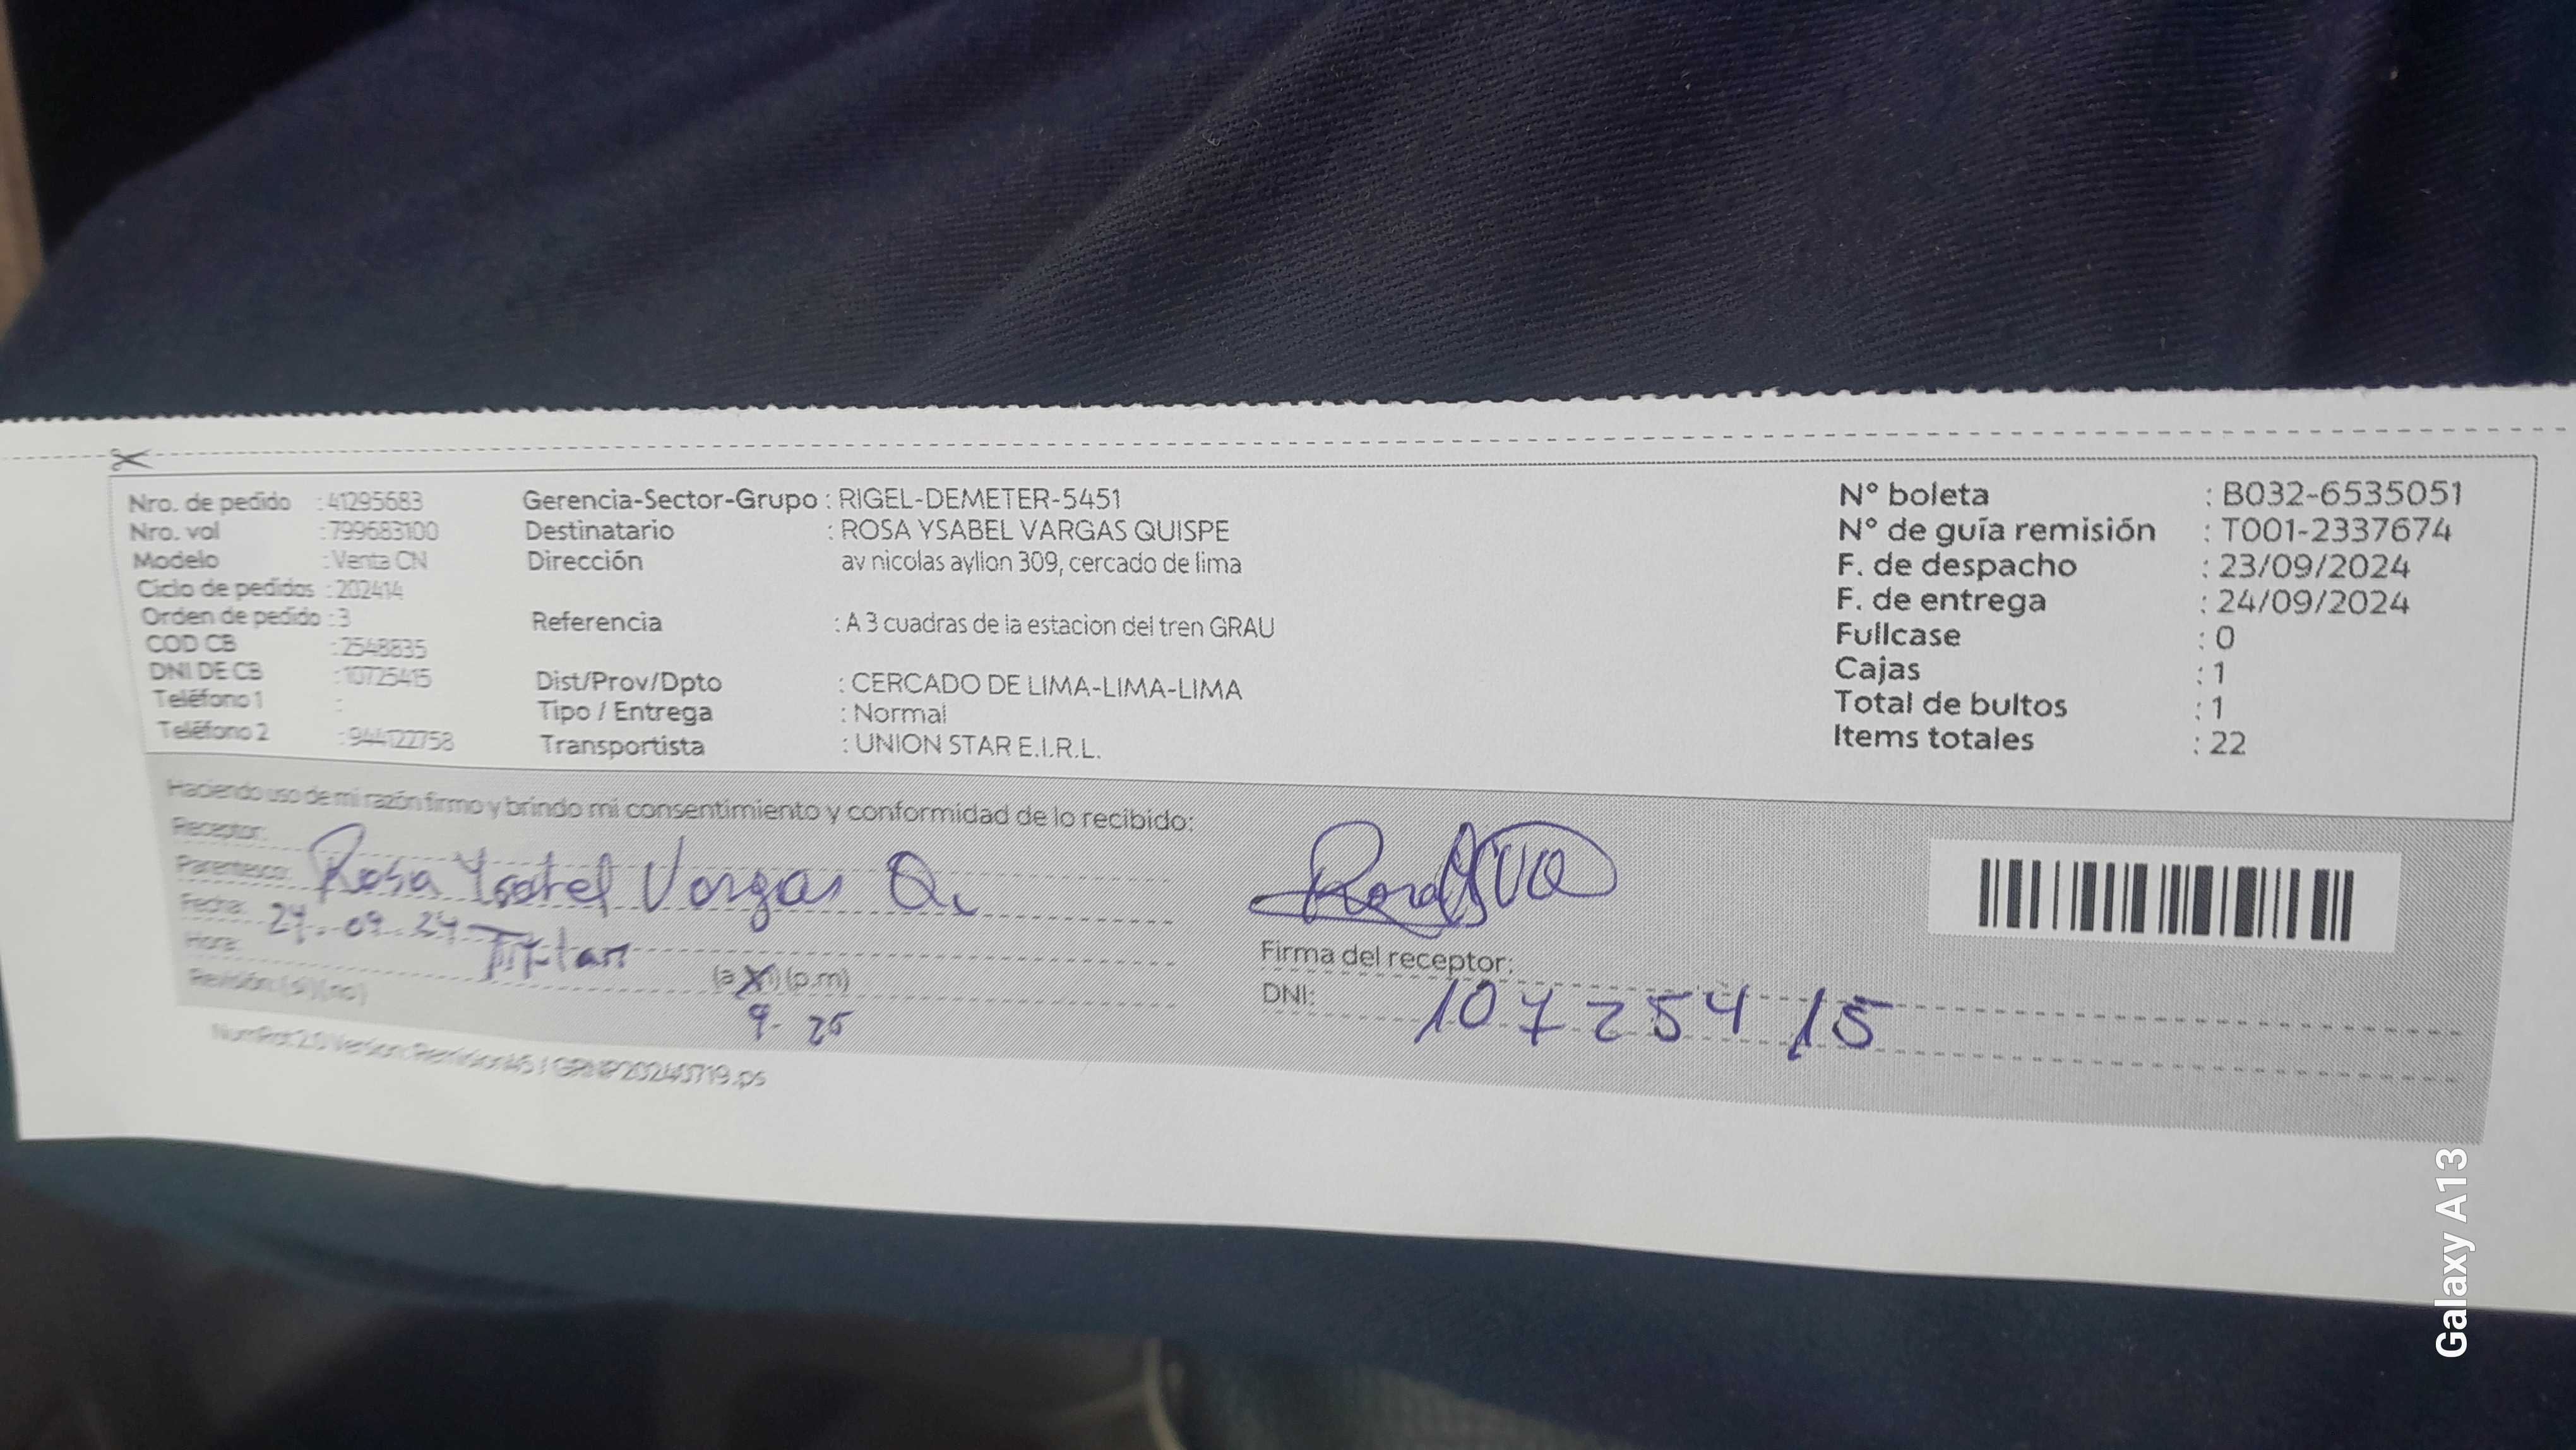 Nro. de pedido : 41295683
Nro. vol : 799683100
Modelo : Venta CN
Ciclo de pedidos : 202414
Orden de pedido : 3
COD CB : 2548835
DNI DE CB : 10725415
Teléfono 1 :
Teléfono 2 : 944122758
Gerencia-Sector-Grupo : RIGEL-DEMETER-5451
Destinatario : ROSA YSABEL VARGAS QUISPE
Dirección av nicolas ayllon 309, cercado de lima
Referencia : A 3 cuadras de la estacion del tren GRAU
Dist/Prov/Dpto : CERCADO DE LIMA-LIMA-LIMA
Tipo / Entrega : Normal
Transportista : UNION STAR E.I.R.L.
N° boleta : B032-6535051
N° de guía remisión : T001-2337674
F. de despacho : 23/09/2024
F. de entrega : 24/09/2024
Fullcase : 0
Cajas : 1
Total de bultos : 1
Items totales : 22
Haciendo uso de mi razón firmo y brindo mi consentimiento y conformidad de lo recibido:
Receptor:
Parentesco: Rosa Ysabel Vargas Q.
Fecha: 24.09.24 Titular
Hora: (a.m) (p.m)
Revisión: (si) (no) 9- 25
Firma del receptor:
DNI: 10725415
Galaxy A13